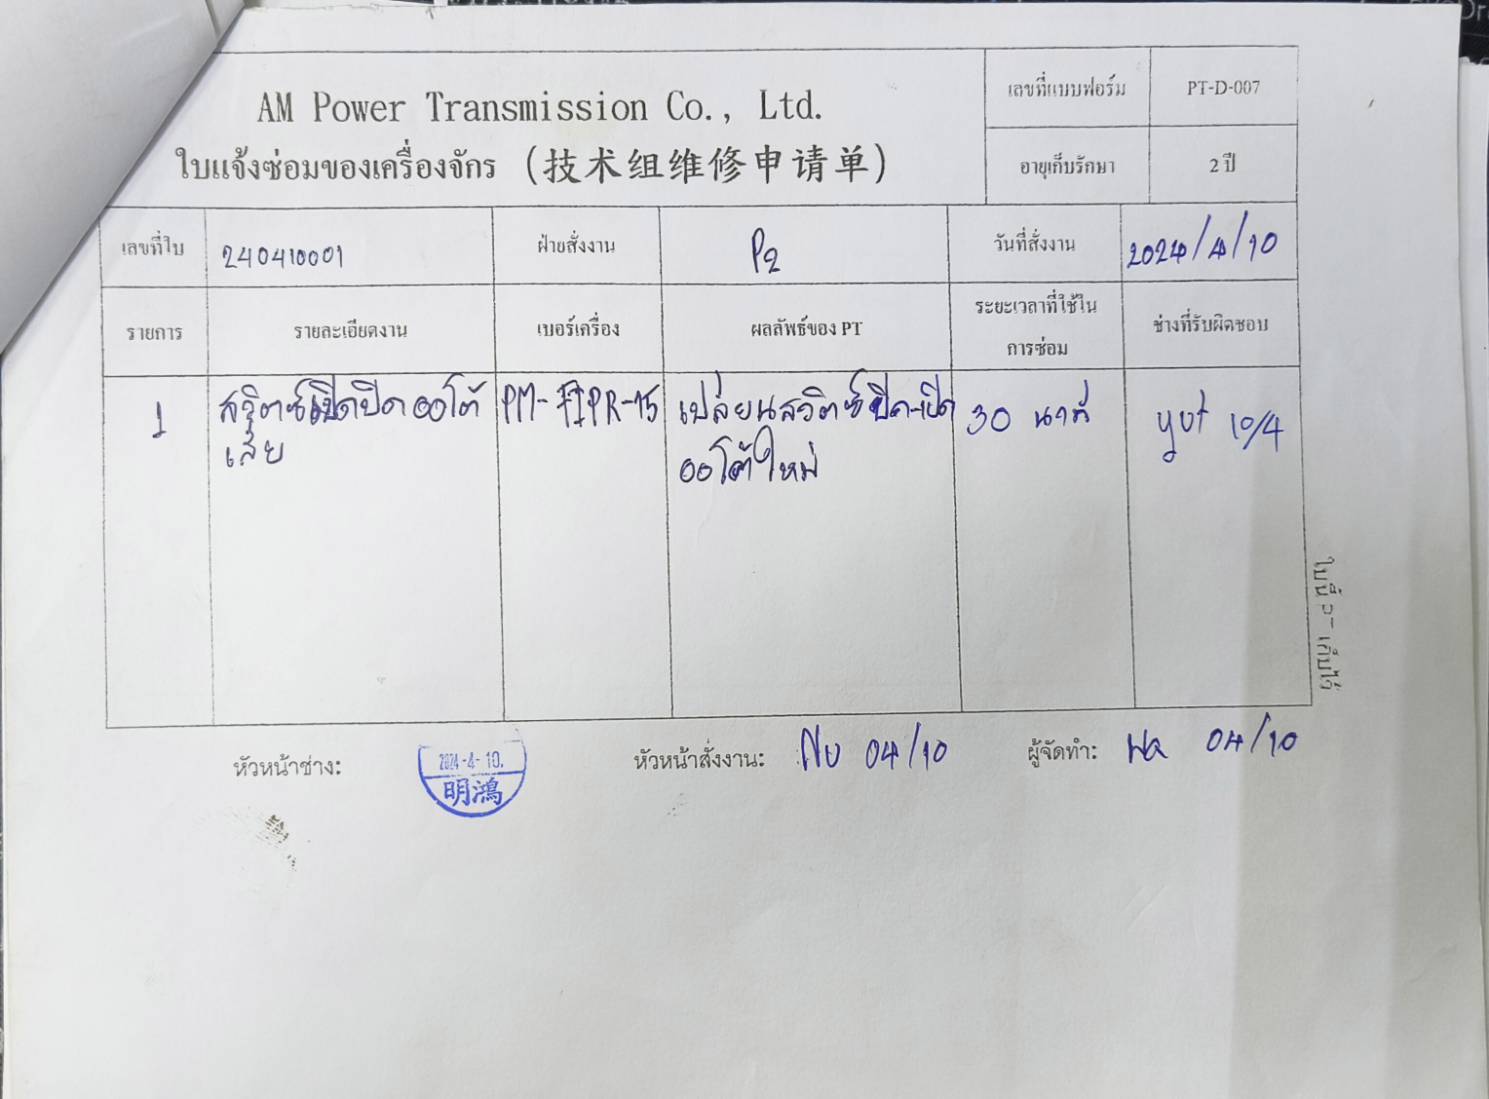 AM Power Transmission Co., Ltd.
ใบแจ้งซ่อมของเครื่องจักร (技术组维修申请单)
เลขที่แบบฟอร์ม PT-D-007
อายุเก็บรักษา 2 ปี
เลขที่ใบ 240410001 ฝ่ายสั่งงาน P2 วันที่สั่งงาน 2024/4/10
รายการ รายละเอียดงาน เบอร์เครื่อง ผลลัพธ์ของ PT ระยะเวลาที่ใช้ใน
การซ่อม ช่างที่รับผิดชอบ
1 สวิตซ์เปิดปิด ออโต้ PM- PR-15 เปลี่ยนสวิตซ์ปิด-เปิด 30 นาที 10/4
เสีย ออโต้ใหม่
หัวหน้าช่าง: 2024-4-10. หัวหน้าสั่งงาน: 04/10 ผู้จัดทำ: 04/10
明鴻